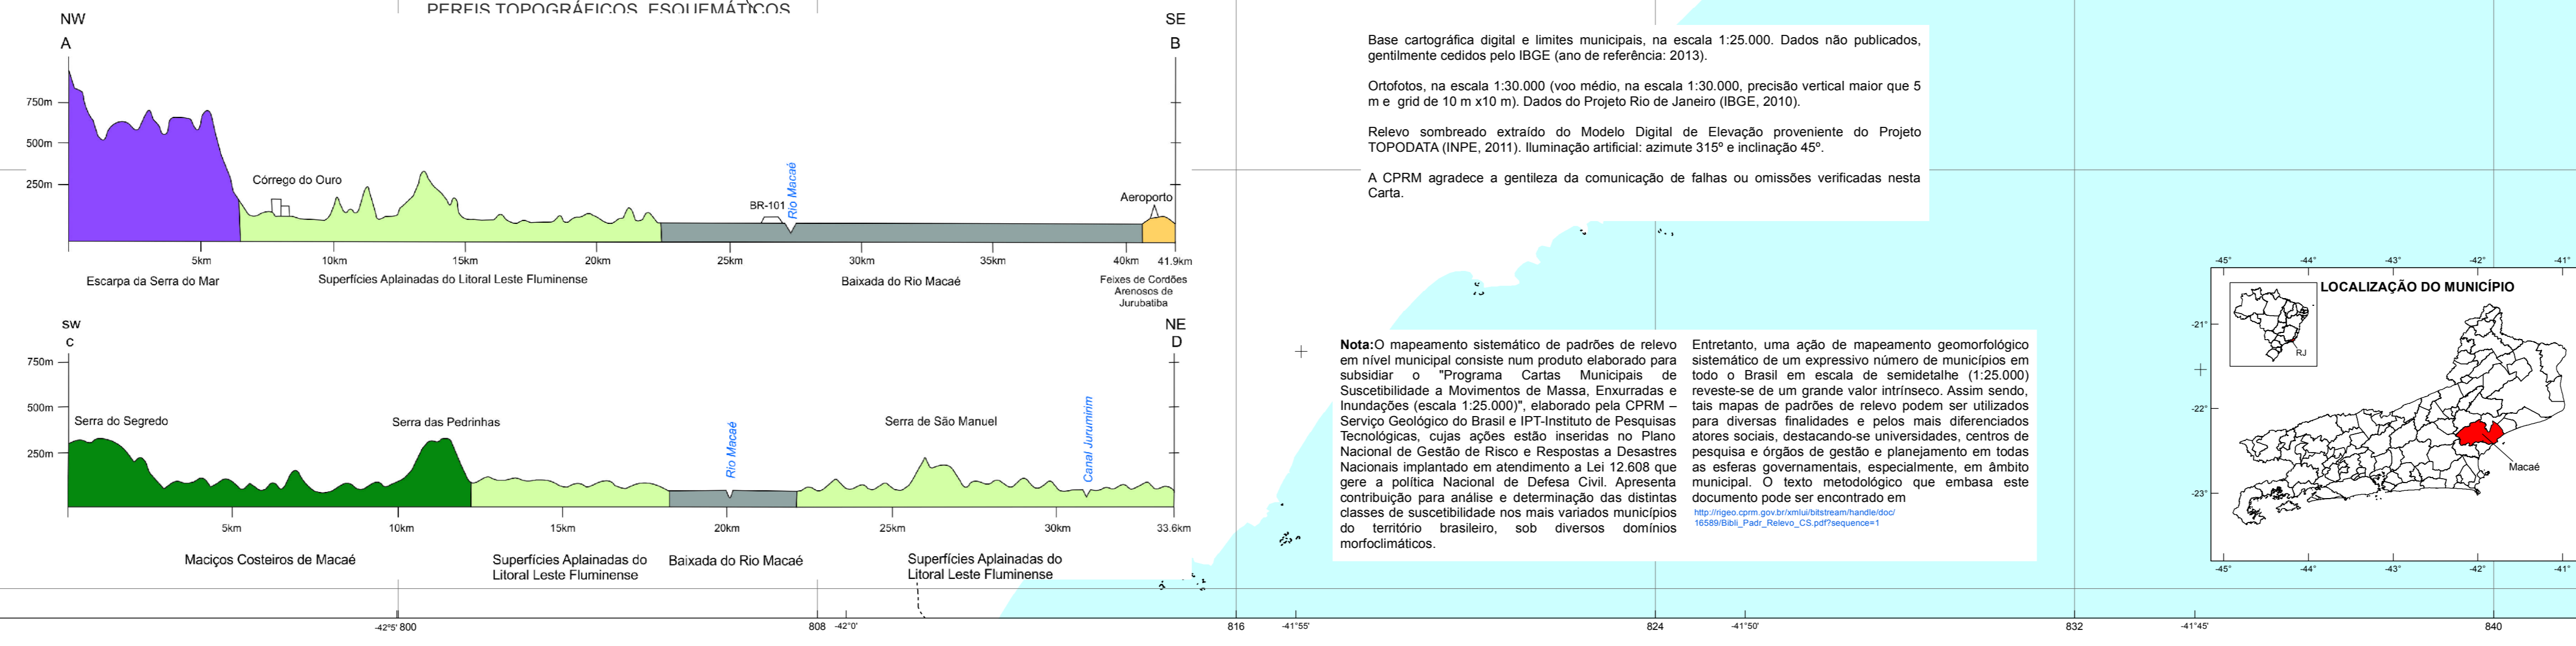 PERFIS TOPOGRÁFICOS ESQUEMÁTICOS
NW
SE
A
B
750m
500m
250m
Córrego do Ouro
BR-101
Rio Macaé
Aeroporto
5km
10km
15km
20km
25km
30km
35km
40km
41.9km
Escarpa da Serra do Mar
Superfícies Aplainadas do Litoral Leste Fluminense
Baixada do Rio Macaé
Feixes de Cordões
Arenosos de
Jurubatiba
SW
NE
C
D
750m
500m
250m
Serra do Segredo
Serra das Pedrinhas
Rio Macaé
Serra de São Manuel
Canal Jurumirim
5km
10km
15km
20km
25km
30km
33.6km
Maciços Costeiros de Macaé
Superfícies Aplainadas do
Litoral Leste Fluminense
Baixada do Rio Macaé
Superfícies Aplainadas do
Litoral Leste Fluminense
Base cartográfica digital e limites municipais, na escala 1:25.000. Dados não publicados,
gentilmente cedidos pelo IBGE (ano de referência: 2013).
Ortofotos, na escala 1:30.000 (voo médio, na escala 1:30.000, precisão vertical maior que 5
m e grid de 10 m x10 m). Dados do Projeto Rio de Janeiro (IBGE, 2010).
Relevo sombreado extraído do Modelo Digital de Elevação proveniente do Projeto
TOPODATA (INPE, 2011). Iluminação artificial: azimute 315º e inclinação 45º.
A CPRM agradece a gentileza da comunicação de falhas ou omissões verificadas nesta
Carta.
Nota:O mapeamento sistemático de padrões de relevo
em nível municipal consiste num produto elaborado para
subsidiar o "Programa Cartas Municipais de
Suscetibilidade a Movimentos de Massa, Enxurradas e
Inundações (escala 1:25.000)", elaborado pela CPRM –
Serviço Geológico do Brasil e IPT-Instituto de Pesquisas
Tecnológicas, cujas ações estão inseridas no Plano
Nacional de Gestão de Risco e Respostas a Desastres
Nacionais implantado em atendimento a Lei 12.608 que
gere a política Nacional de Defesa Civil. Apresenta
contribuição para análise e determinação das distintas
classes de suscetibilidade nos mais variados municípios
do território brasileiro, sob diversos domínios
morfoclimáticos.
Entretanto, uma ação de mapeamento geomorfológico
sistemático de um expressivo número de municípios em
todo o Brasil em escala de semidetalhe (1:25.000)
reveste-se de um grande valor intrínseco. Assim sendo,
tais mapas de padrões de relevo podem ser utilizados
para diversas finalidades e pelos mais diferenciados
atores sociais, destacando-se universidades, centros de
pesquisa e órgãos de gestão e planejamento em todas
as esferas governamentais, especialmente, em âmbito
municipal. O texto metodológico que embasa este
documento pode ser encontrado em
http://rigeo.cprm.gov.br/xmlui/bitstream/handle/doc/
16589/Bibli_Padr_Relevo_CS.pdf?sequence=1
-45°
-44°
-43°
-42°
-41°
LOCALIZAÇÃO DO MUNICÍPIO
RJ
-21°
-22°
-23°
Macaé
-45°
-44°
-43°
-42°
-41°
-42°5' 800
808
-42°0'
816
-41°55'
824
-41°50'
832
-41°45'
840